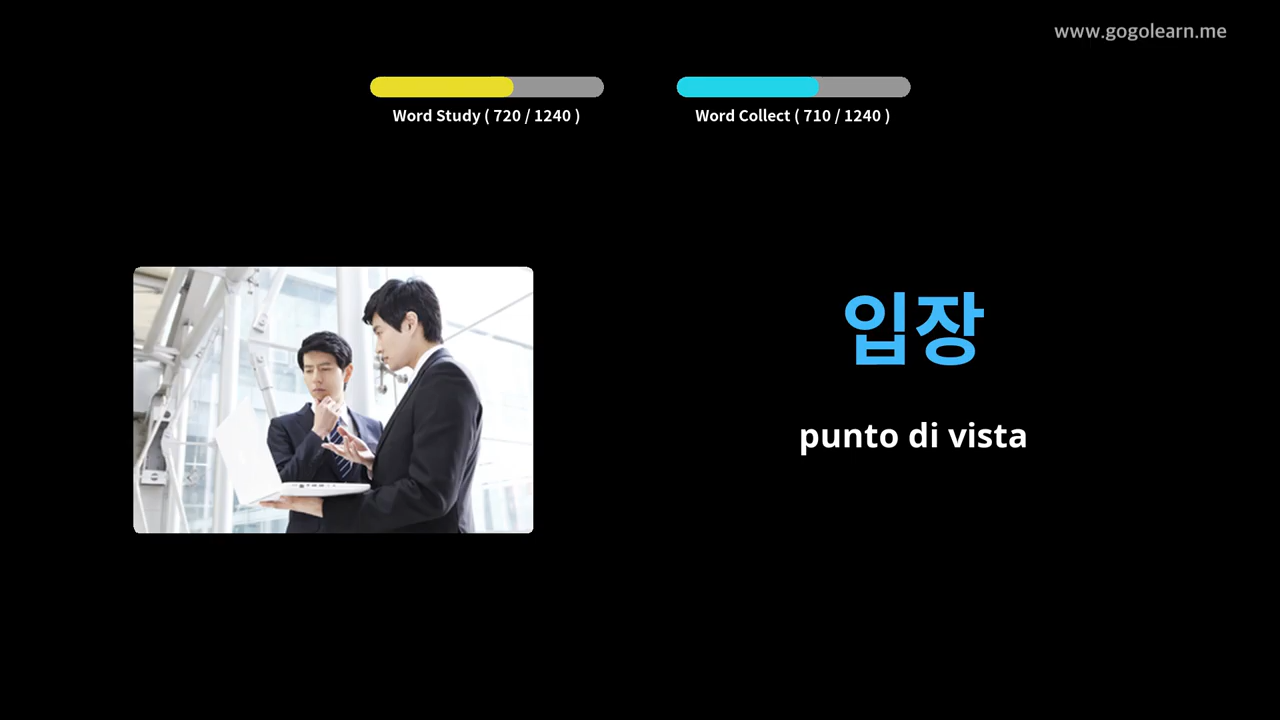 www.gogolearn.me
Word Study ( 720 / 1240 )
Word Collect ( 710 / 1240 )
입장
punto di vista